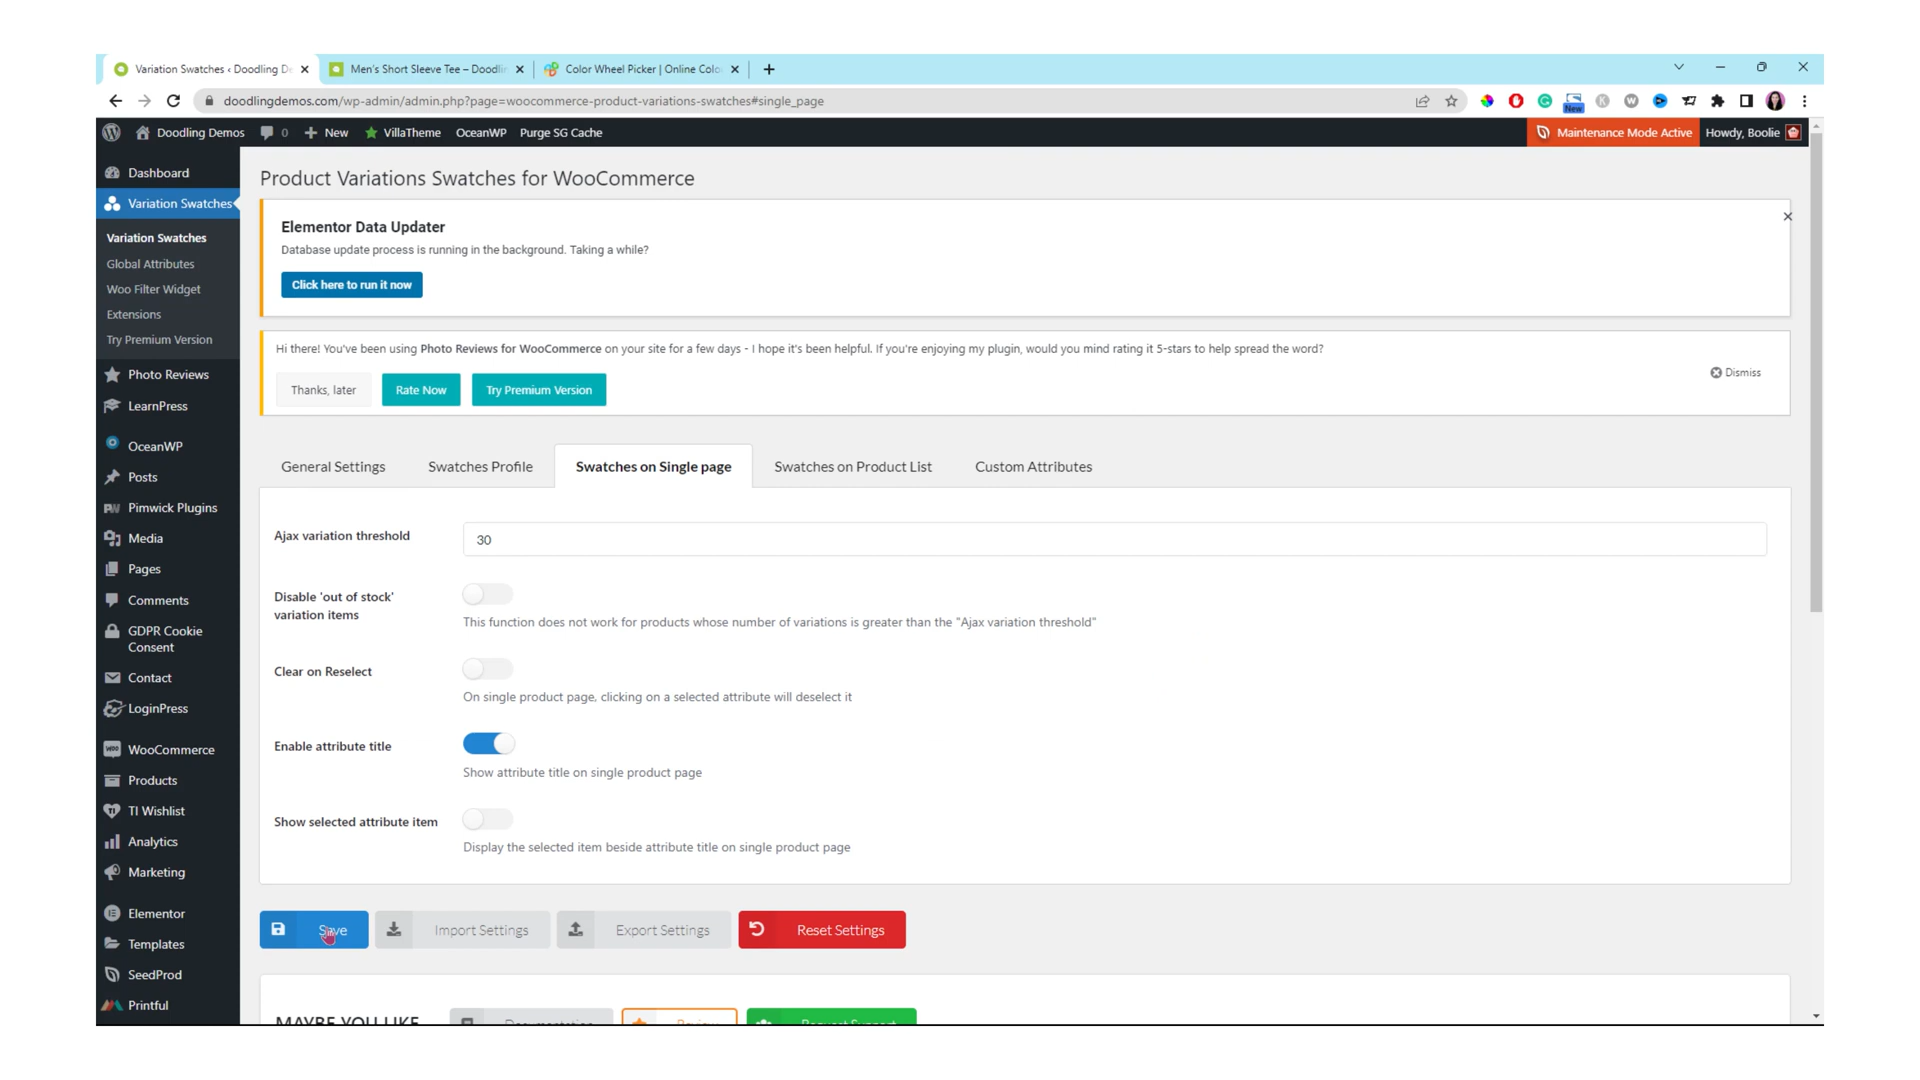 Variation Swatches ‹ Doodling De
Men's Short Sleeve Tee – Doodlin
Color Wheel Picker | Online Colo
doodlingdemos.com/wp-admin/admin.php?page=woocommerce-product-variations-swatches#single_page
New
Doodling Demos
0
New
VillaTheme
OceanWP
Purge SG Cache
Maintenance Mode Active
Howdy, Boolie
Dashboard
Variation Swatches
Variation Swatches
Global Attributes
Woo Filter Widget
Extensions
Try Premium Version
Photo Reviews
LearnPress
OceanWP
Posts
Pimwick Plugins
Media
Pages
Comments
GDPR Cookie
Consent
Contact
LoginPress
WooCommerce
Products
TI Wishlist
Analytics
Marketing
Elementor
Templates
SeedProd
Printful
Product Variations Swatches for WooCommerce
Elementor Data Updater
Database update process is running in the background. Taking a while?
Click here to run it now
Hi there! You've been using Photo Reviews for WooCommerce on your site for a few days - I hope it's been helpful. If you're enjoying my plugin, would you mind rating it 5-stars to help spread the word?
Thanks, later
Rate Now
Try Premium Version
Dismiss
General Settings
Swatches Profile
Swatches on Single page
Swatches on Product List
Custom Attributes
Ajax variation threshold
30
Disable 'out of stock'
variation items
This function does not work for products whose number of variations is greater than the "Ajax variation threshold"
Clear on Reselect
On single product page, clicking on a selected attribute will deselect it
Enable attribute title
Show attribute title on single product page
Show selected attribute item
Display the selected item beside attribute title on single product page
Save
Import Settings
Export Settings
Reset Settings
MAYBE YOU LIKE
Documentation
Review
Request Support